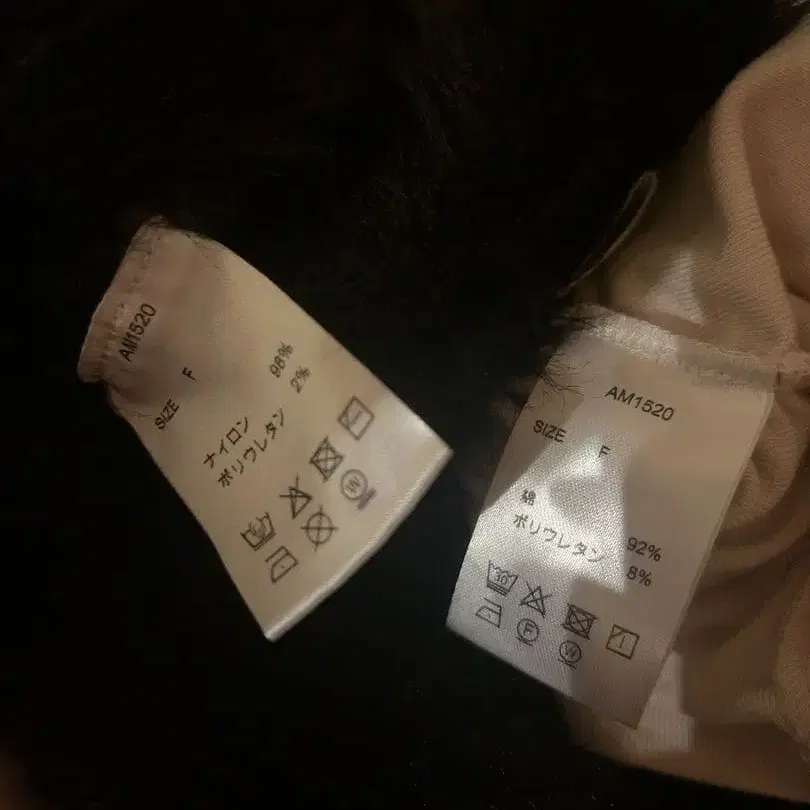 AM1520
SIZE F
ナイロン 98%
ポリウレタン 2%
W
AM1520
SIZE F
綿 92%
ポリウレタン 8%
30
F
W